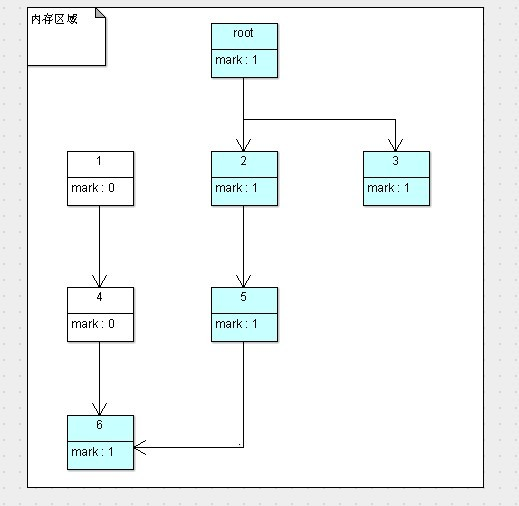 内存区域
root
mark : 1
1
mark : 0
2
mark : 1
3
mark : 1
4
mark : 0
5
mark : 1
6
mark : 1